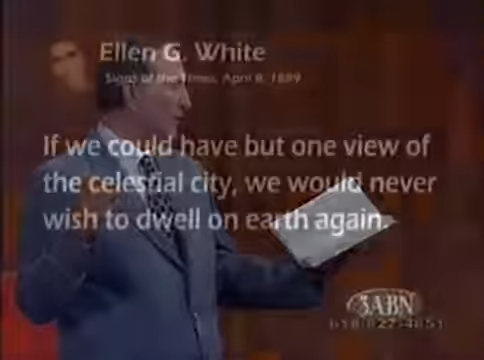 Ellen G. White
Signs of the Times, April 8, 1889
If we could have but one view of
the celestial city, we would never
wish to dwell on earth again.
3ABN
618-627-4651